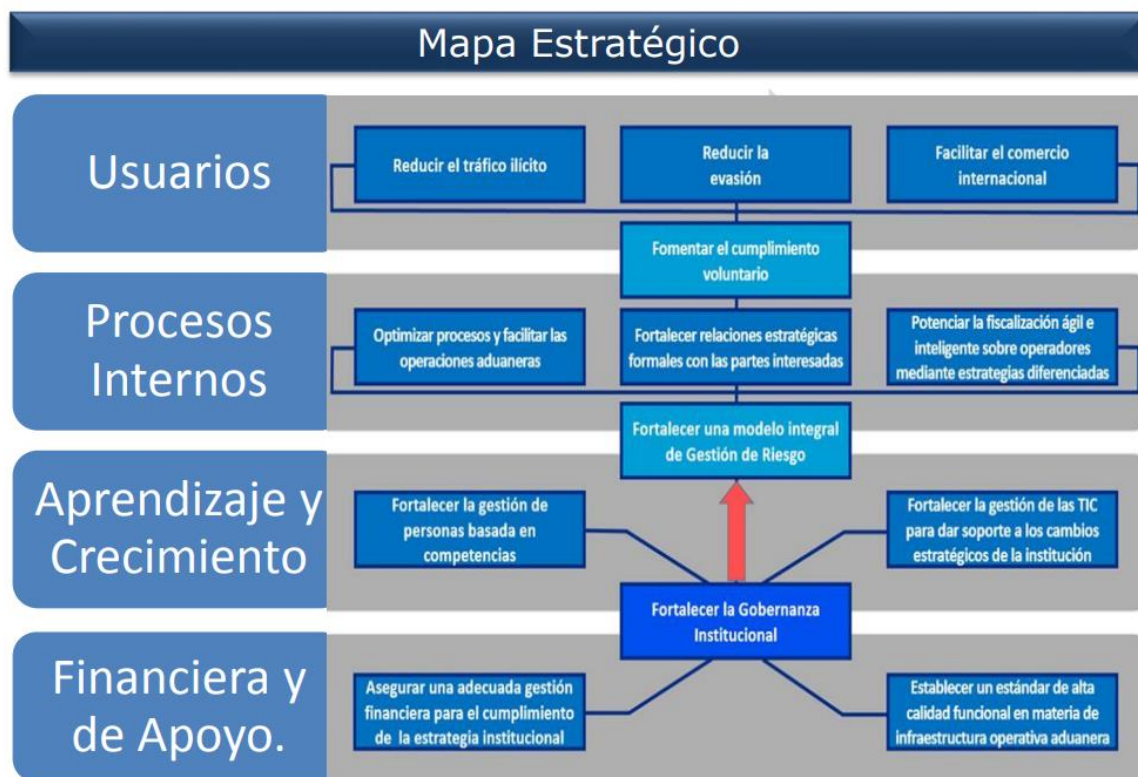 Mapa Estratégico
Usuarios
Reducir el tráfico ilícito
Reducir la
evasión
Facilitar el comercio
internacional
Fomentar el cumplimiento
voluntario
Procesos
Internos
Optimizar procesos y facilitar las
operaciones aduaneras
Fortalecer relaciones estratégicas
formales con las partes interesadas
Potenciar la fiscalización ágil e
inteligente sobre operadores
mediante estrategias diferenciadas
Fortalecer una modelo integral
de Gestión de Riesgo
Aprendizaje y
Crecimiento
Fortalecer la gestión de
personas basada en
competencias
Fortalecer la gestión de las TIC
para dar soporte a los cambios
estratégicos de la institución
Fortalecer la Gobernanza
Institucional
Financiera y
de Apoyo.
Asegurar una adecuada gestión
financiera para el cumplimiento
de la estrategia institucional
Establecer un estándar de alta
calidad funcional en materia de
infraestructura operativa aduanera